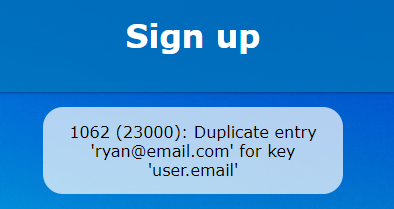 Sign up
1062 (23000): Duplicate entry
'ryan@email.com' for key
'user.email'